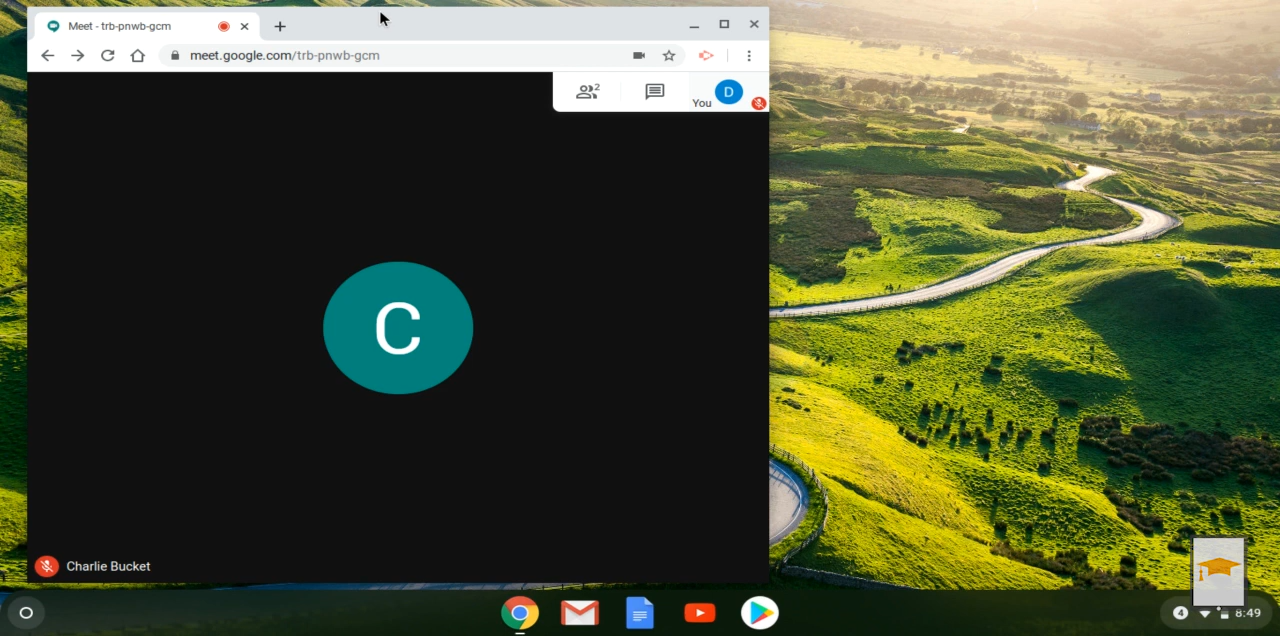 Meet - trb-pnwb-gcm
meet.google.com/trb-pnwb-gcm
2
You
D
C
Charlie Bucket
4
8:49